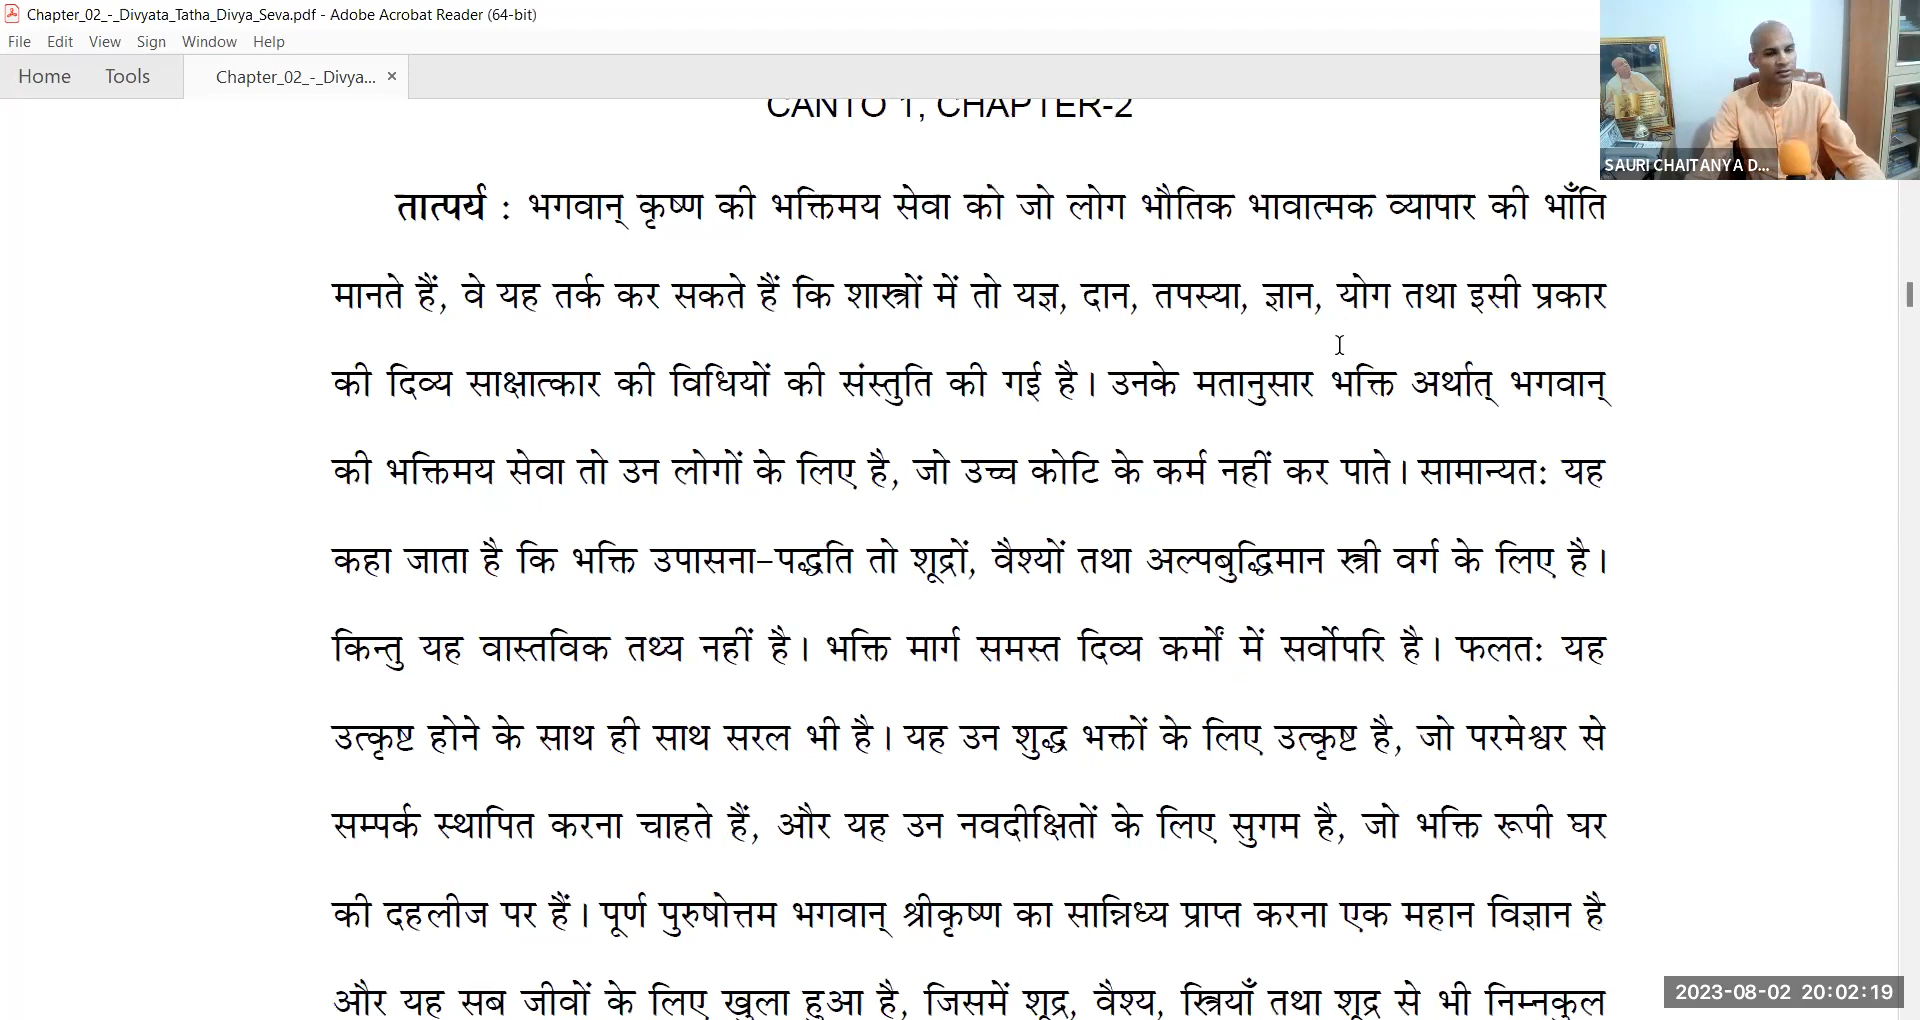 Chapter_02_-_Divyata_Tatha_Divya_Seva.pdf - Adobe Acrobat Reader (64-bit)
File Edit View Sign Window Help
Home Tools Chapter_02_-_Divya... ×
SAURI CHAITANYA D...
CANTO 1, CHAPTER-2
तात्पर्य : भगवान् कृष्ण की भक्तिमय सेवा को जो लोग भौतिक भावात्मक व्यापार की भाँति
मानते हैं, वे यह तर्क कर सकते हैं कि शास्त्रों में तो यज्ञ, दान, तपस्या, ज्ञान, योग तथा इसी प्रकार
की दिव्य साक्षात्कार की विधियों की संस्तुति की गई है। उनके मतानुसार भक्ति अर्थात् भगवान्
की भक्तिमय सेवा तो उन लोगों के लिए है, जो उच्च कोटि के कर्म नहीं कर पाते। सामान्यतः यह
कहा जाता है कि भक्ति उपासना-पद्धति तो शूद्रों, वैश्यों तथा अल्पबुद्धिमान स्त्री वर्ग के लिए है।
किन्तु यह वास्तविक तथ्य नहीं है। भक्ति मार्ग समस्त दिव्य कर्मों में सर्वोपरि है। फलतः यह
उत्कृष्ट होने के साथ ही साथ सरल भी है। यह उन शुद्ध भक्तों के लिए उत्कृष्ट है, जो परमेश्वर से
सम्पर्क स्थापित करना चाहते हैं, और यह उन नवदीक्षितों के लिए सुगम है, जो भक्ति रूपी घर
की दहलीज पर हैं। पूर्ण पुरुषोत्तम भगवान् श्रीकृष्ण का सान्निध्य प्राप्त करना एक महान विज्ञान है
और यह सब जीवों के लिए खुला हुआ है, जिसमें शूद्र, वैश्य, स्त्रियाँ तथा शूद्र से भी निम्नकुल
2023-08-02 20:02:19